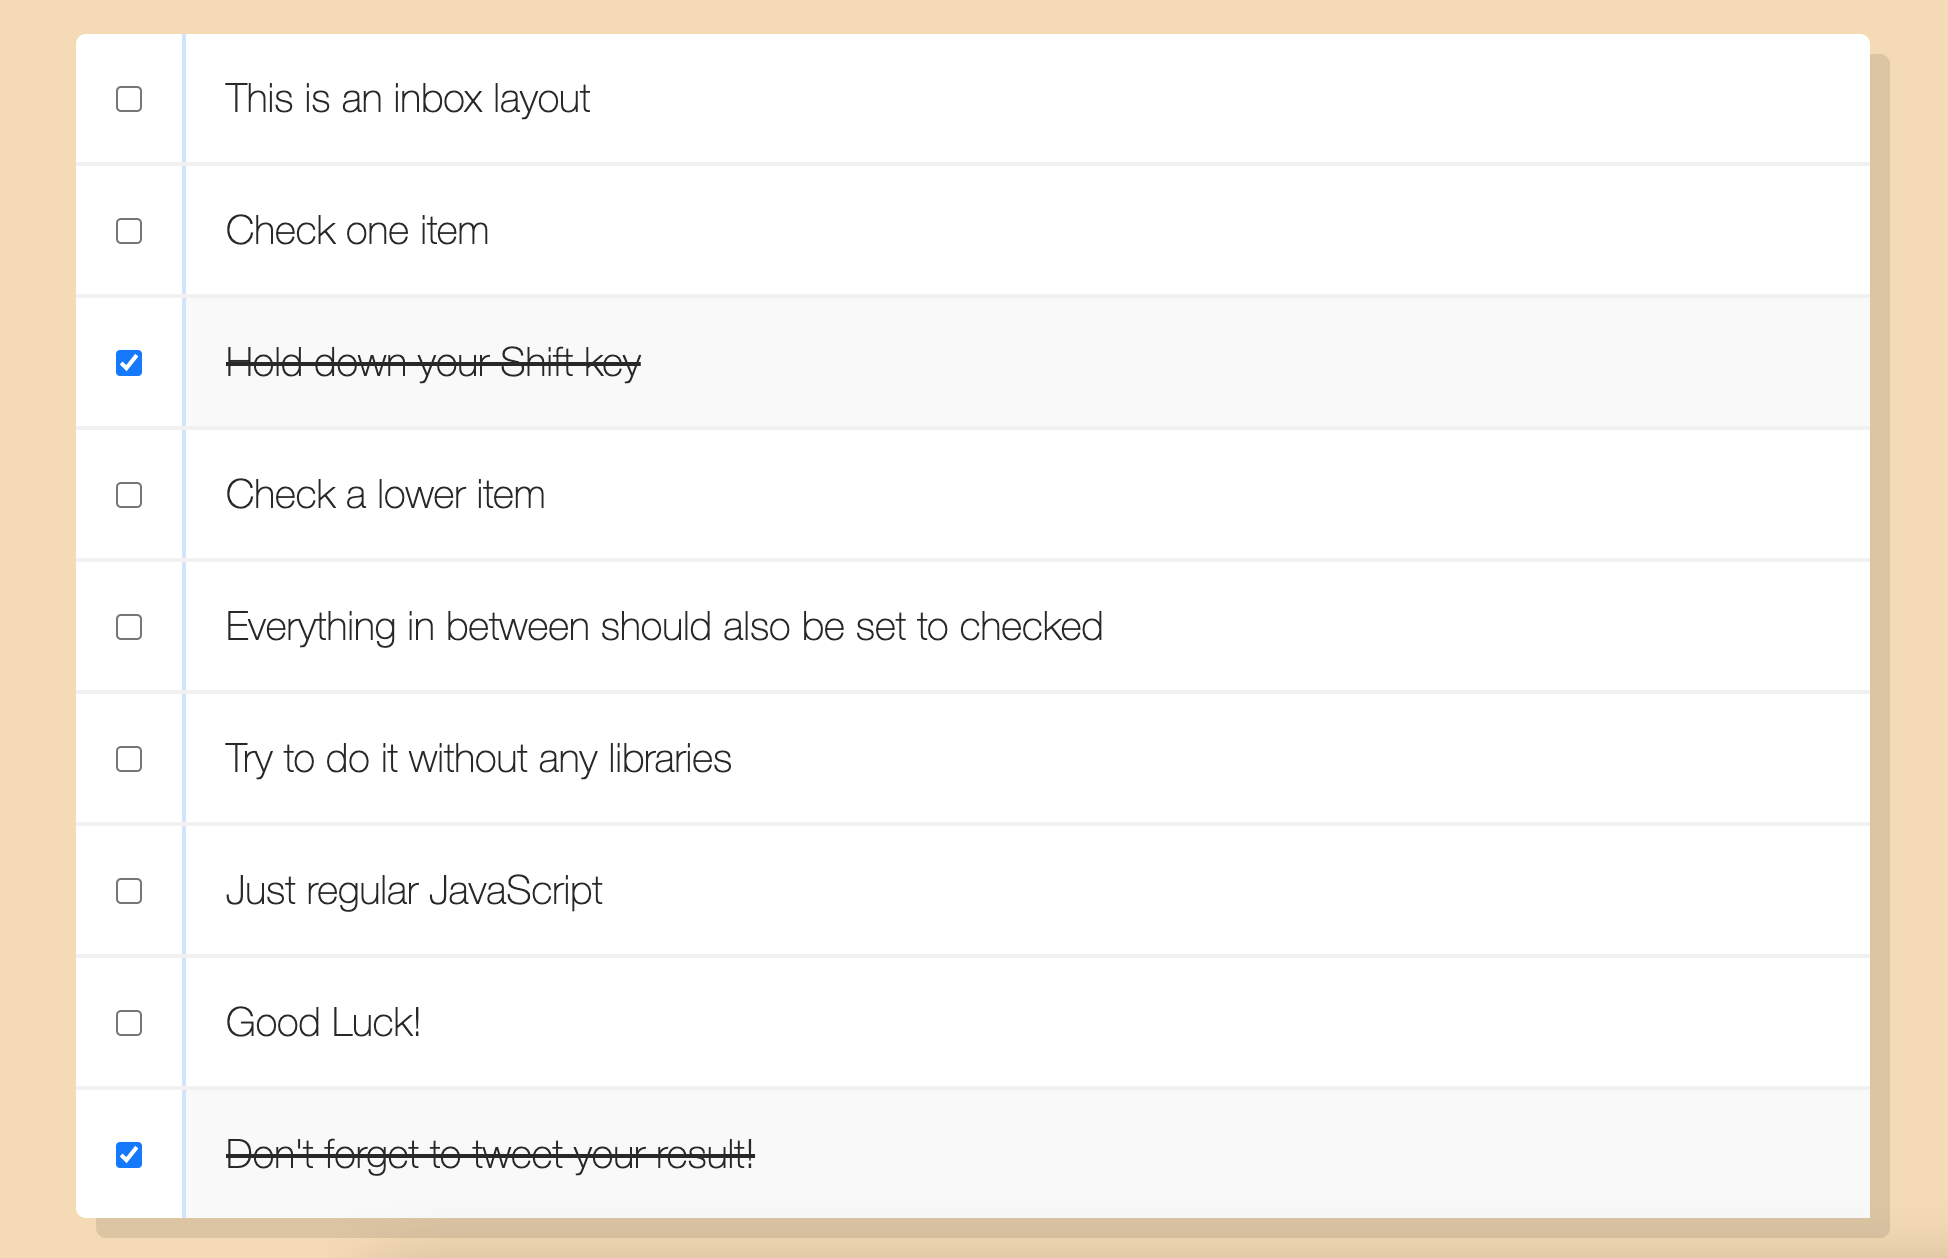 This is an inbox layout
Check one item
Hold down your Shift key
Check a lower item
Everything in between should also be set to checked
Try to do it without any libraries
Just regular JavaScript
Good Luck!
Don't forget to tweet your result!